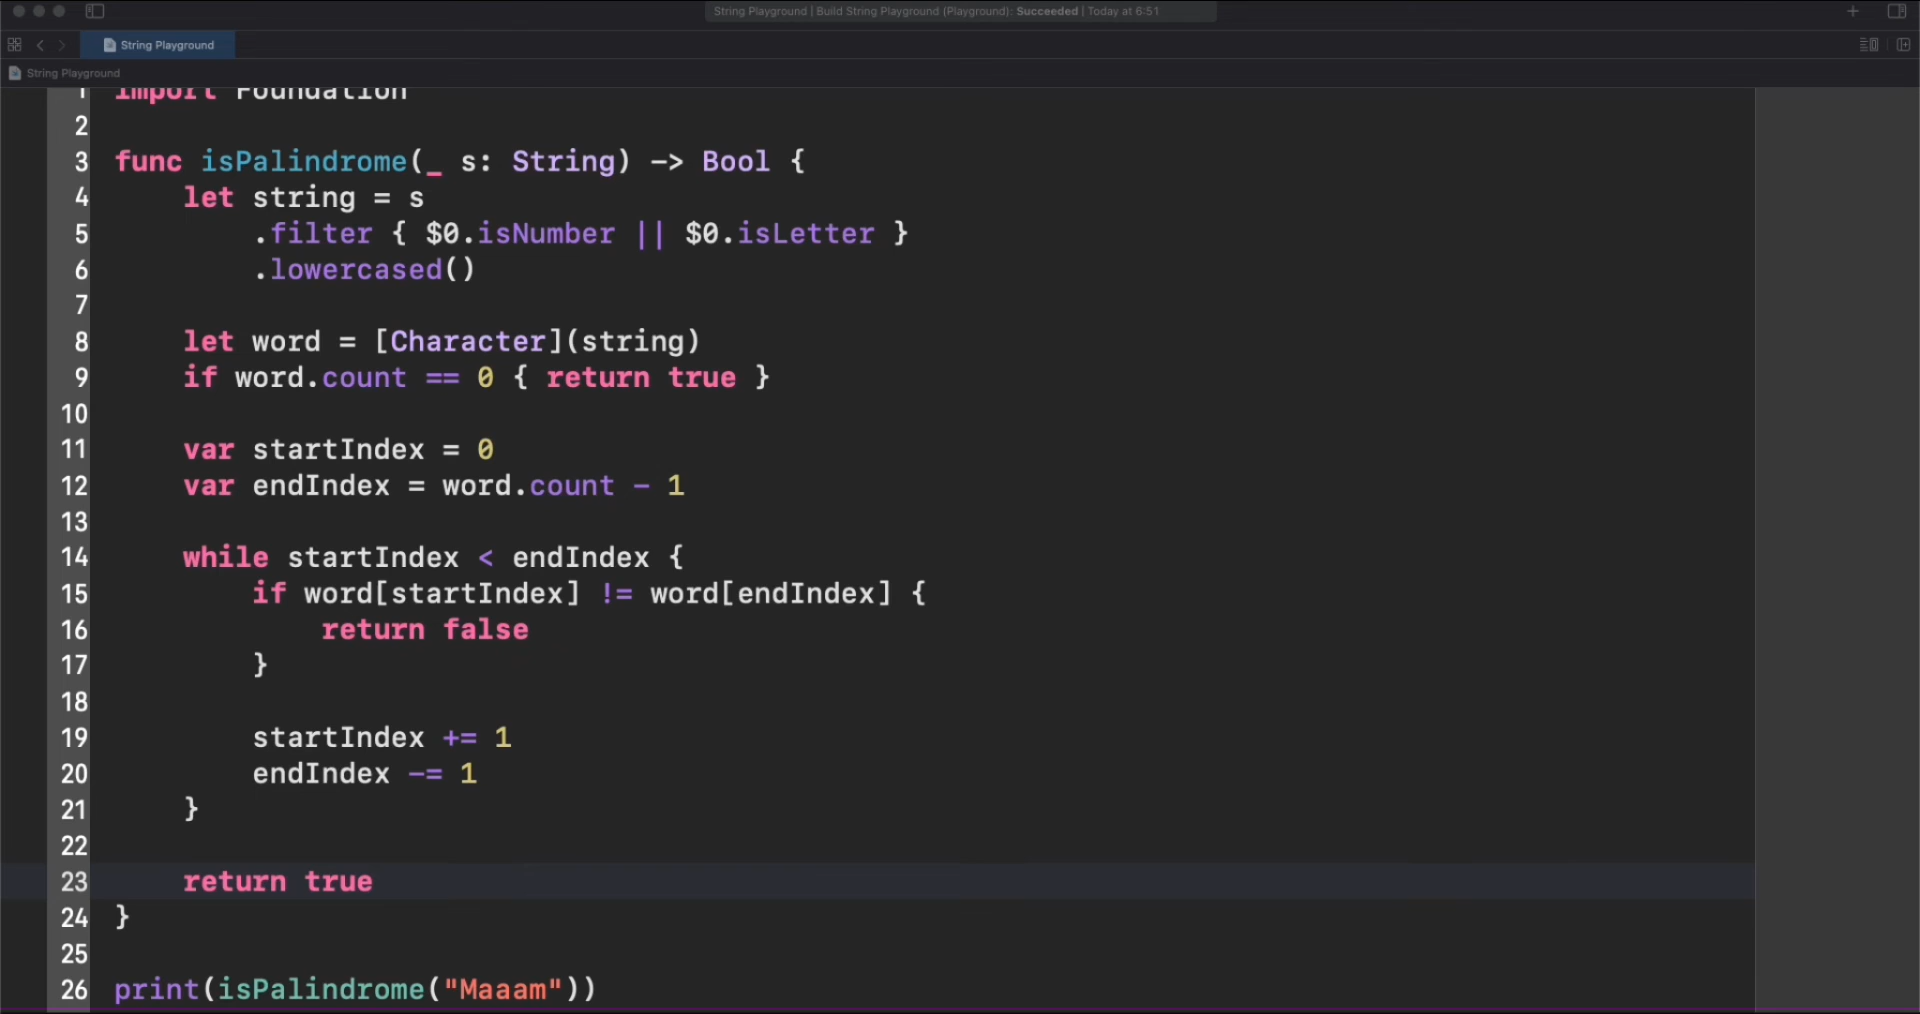 String Playground | Build String Playground (Playground): Succeeded | Today at 6:51
String Playground
String Playground
1 import Foundation
2
3 func isPalindrome(_ s: String) -> Bool {
4     let string = s
5         .filter { $0.isNumber || $0.isLetter }
6         .lowercased()
7
8     let word = [Character](string)
9     if word.count == 0 { return true }
10
11     var startIndex = 0
12     var endIndex = word.count - 1
13
14     while startIndex < endIndex {
15         if word[startIndex] != word[endIndex] {
16             return false
17         }
18
19         startIndex += 1
20         endIndex -= 1
21     }
22
23     return true
24 }
25
26 print(isPalindrome("Maaam"))